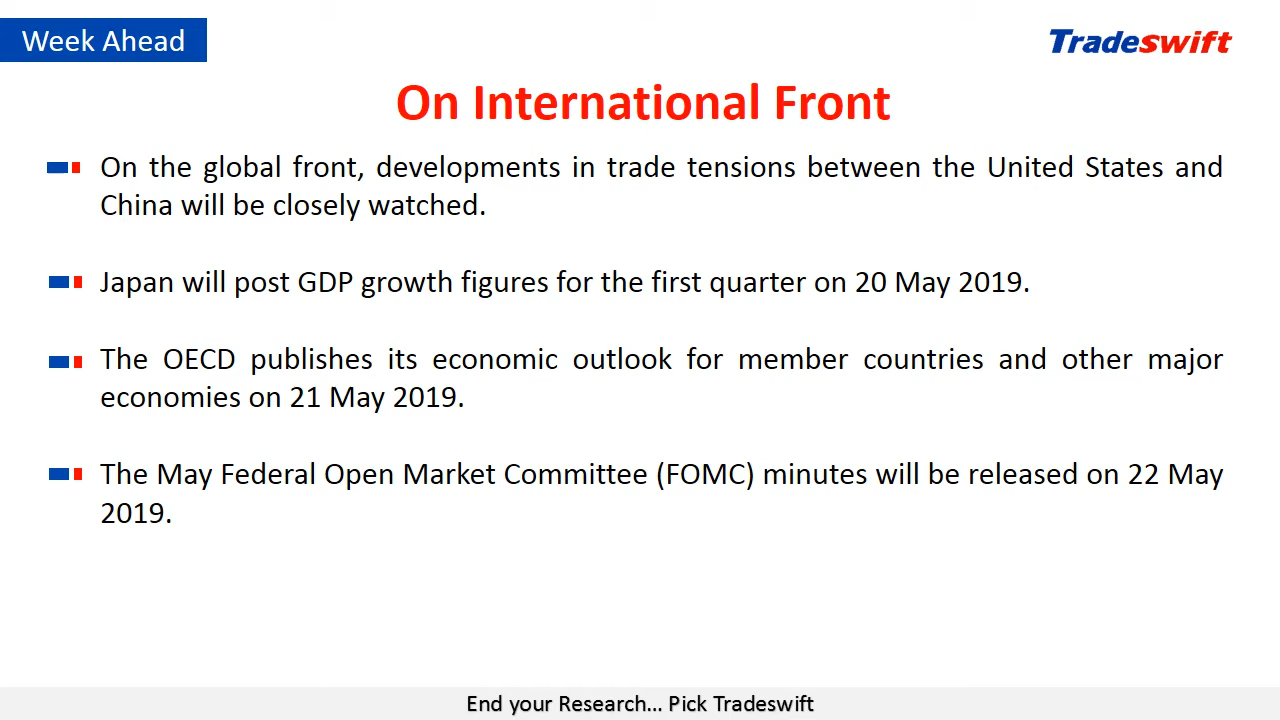 Week Ahead
Tradeswift
On International Front
On the global front, developments in trade tensions between the United States and
China will be closely watched.
Japan will post GDP growth figures for the first quarter on 20 May 2019.
The OECD publishes its economic outlook for member countries and other major
economies on 21 May 2019.
The May Federal Open Market Committee (FOMC) minutes will be released on 22 May
2019.
End your Research... Pick Tradeswift